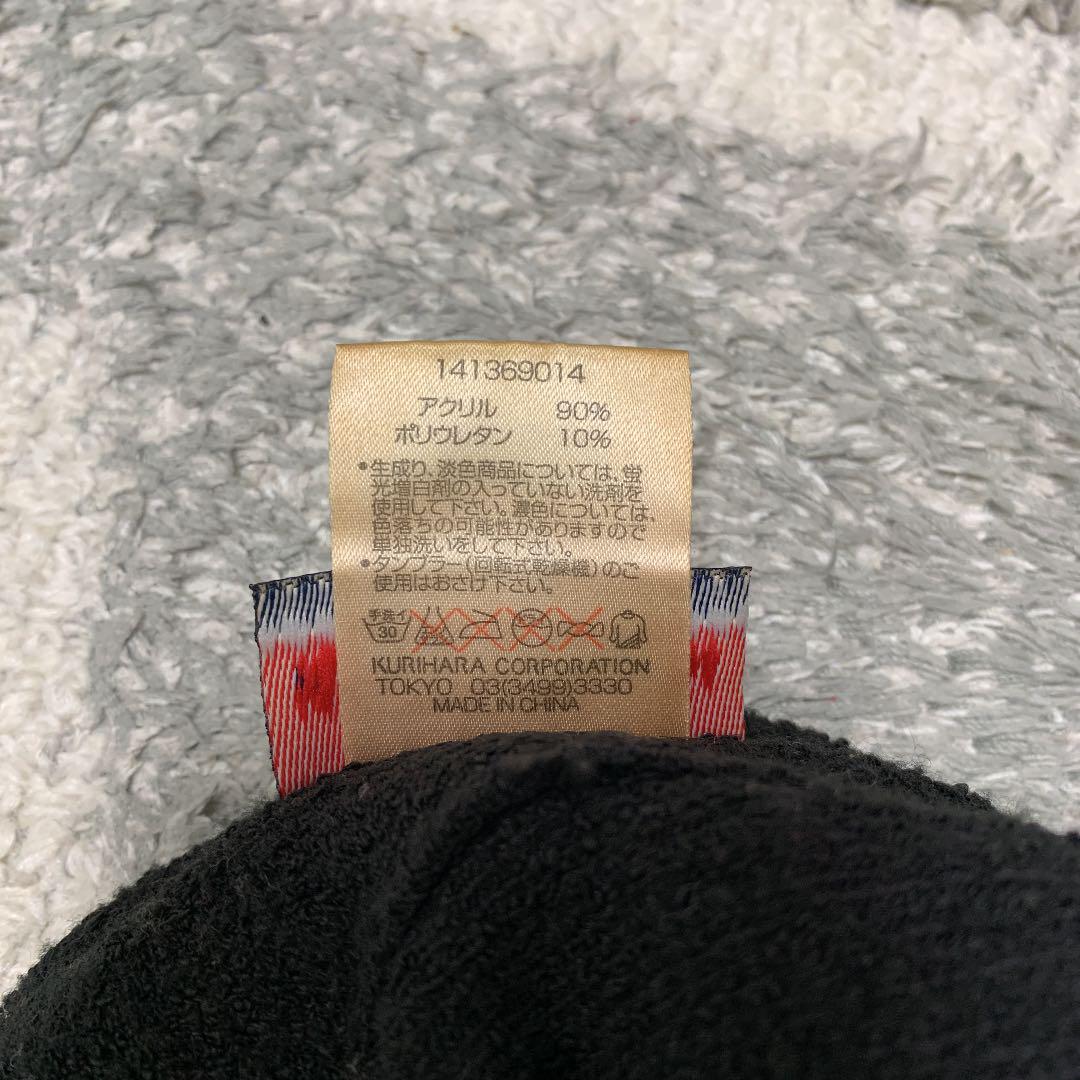 141369014
アクリル 90%
ポリウレタン 10%
•生成り、淡色商品については、蛍
光増白剤の入っていない洗剤を
使用して下さい。濃色については、
色落ちの可能性がありますので
単独洗いをして下さい。
•タンブラー(回転式乾燥機)のご
使用はおさけ下さい。
手洗イ
30
KURIHARA CORPORATION
TOKYO 03(3499)3330
MADE IN CHINA